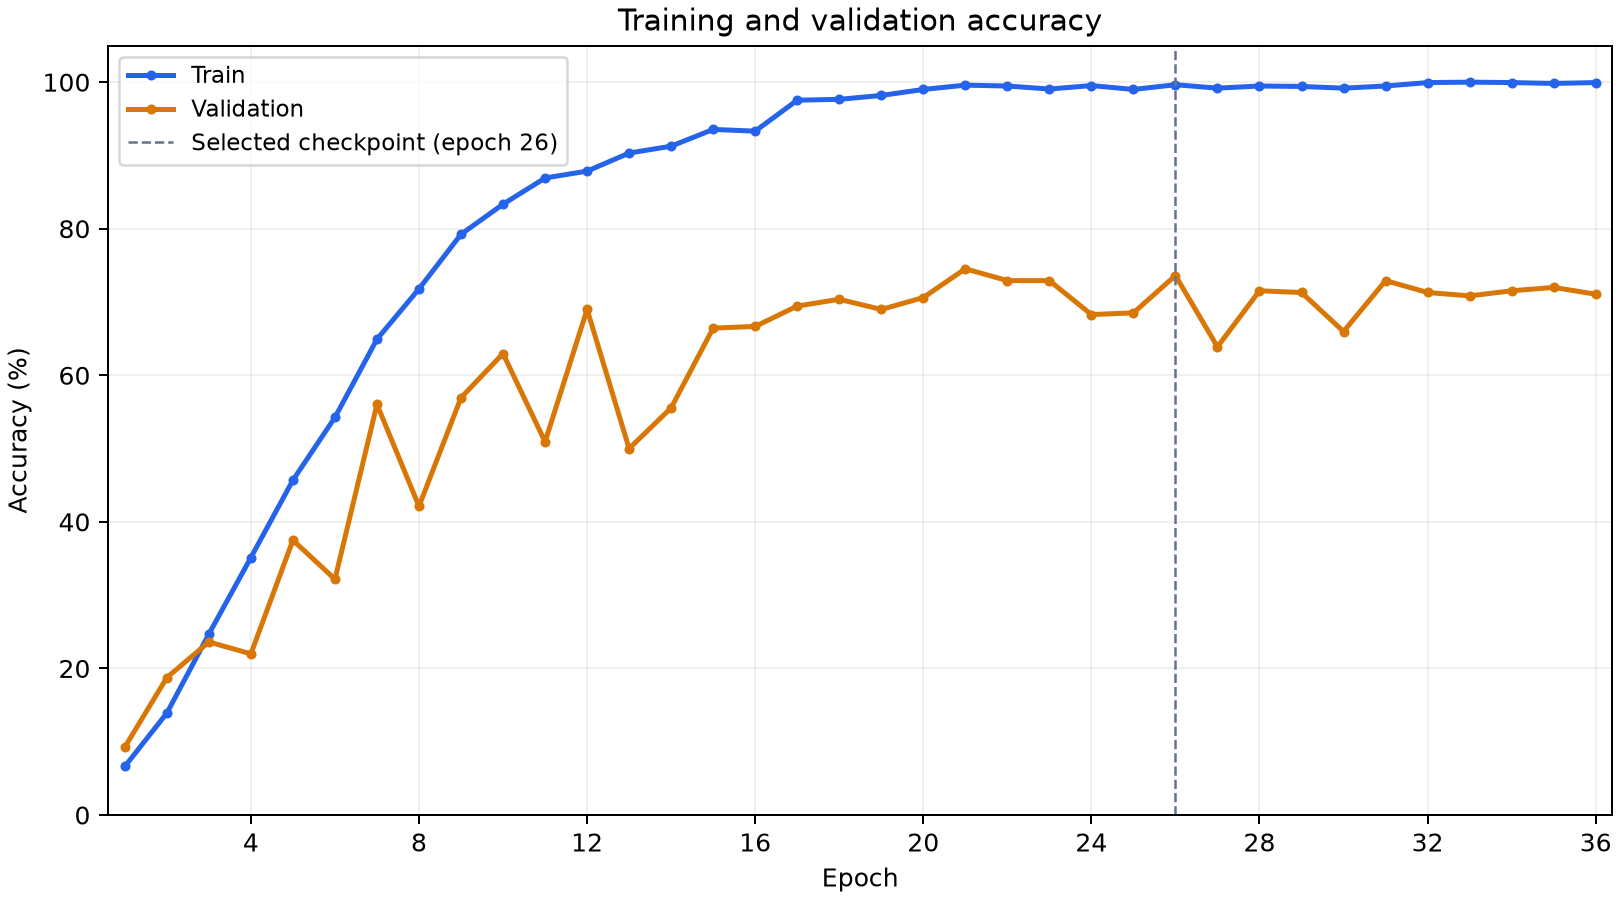 Training and validation accuracy
Train
Validation
Selected checkpoint (epoch 26)
Accuracy (%)
100
80
60
40
20
0
4 8 12 16 20 24 28 32 36
Epoch